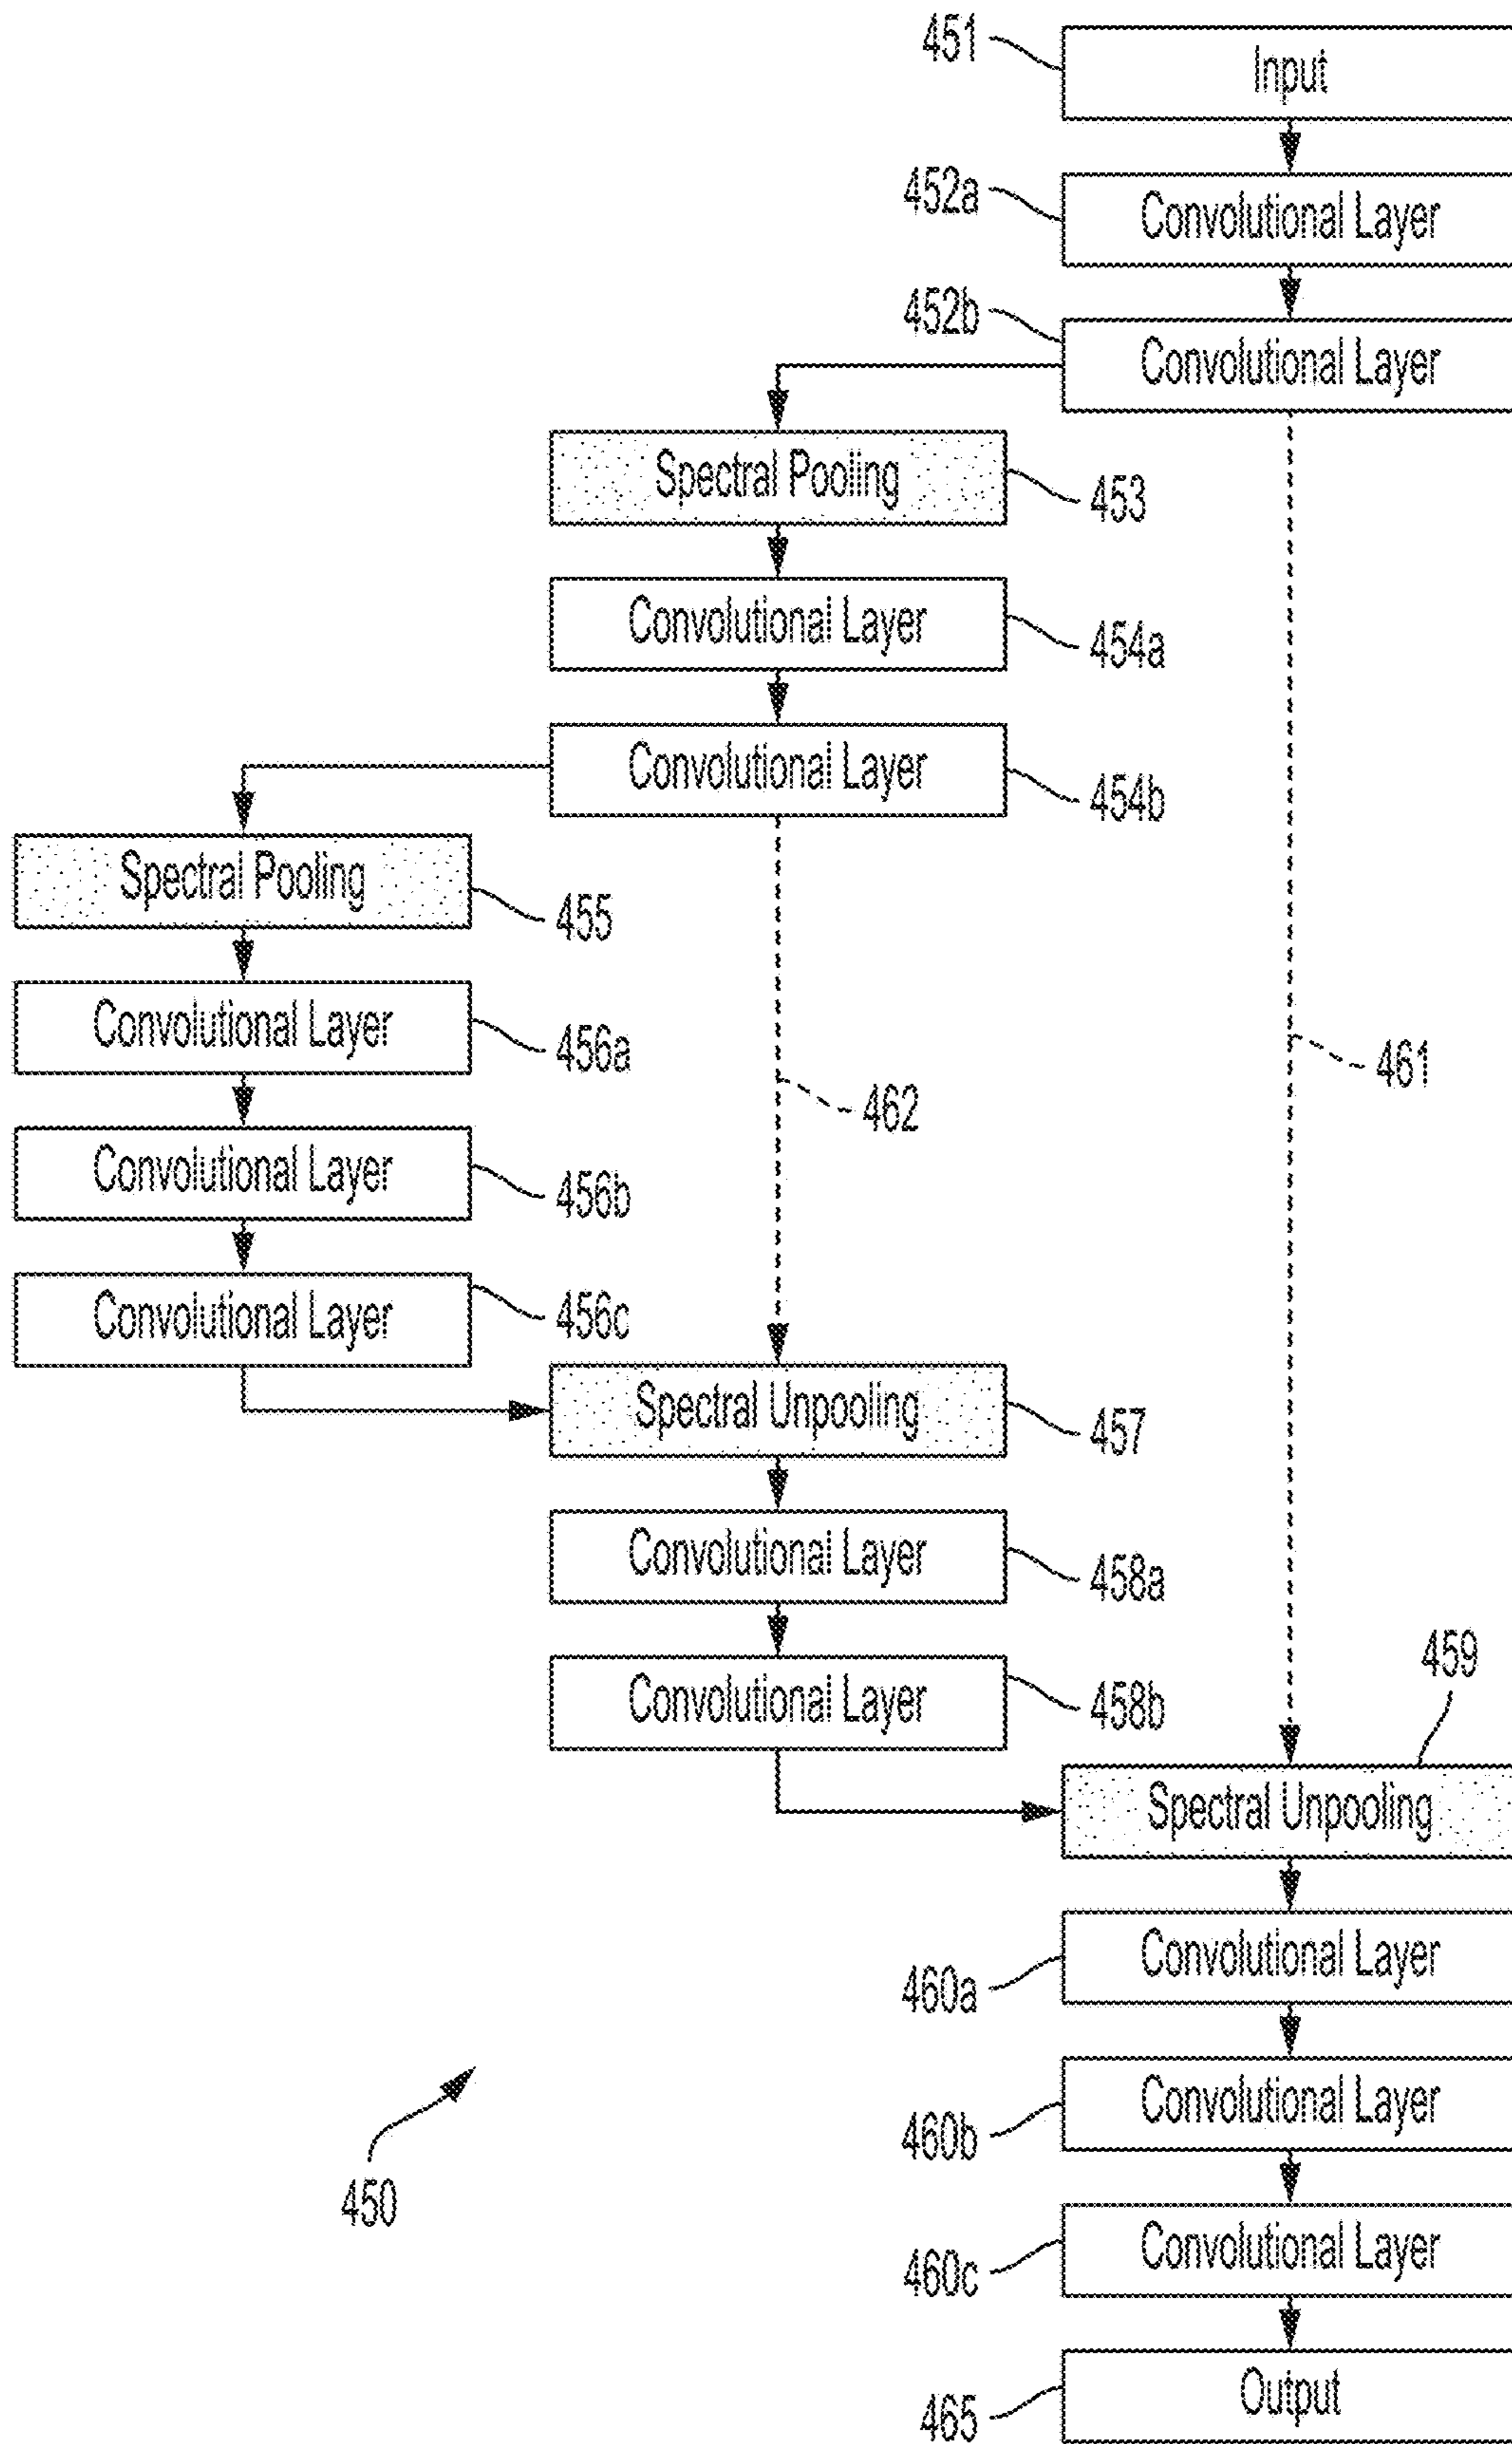 451
Input
452a
Convolutional Layer
452b
Convolutional Layer
Spectral Pooling
453
Convolutional Layer
454a
Convolutional Layer
454b
Spectral Pooling
455
Convolutional Layer
456a
461
462
Convolutional Layer
456b
Convolutional Layer
456c
Spectral Unpooling
457
Convolutional Layer
458a
Convolutional Layer
458b
459
Spectral Unpooling
Convolutional Layer
460a
Convolutional Layer
460b
450
Convolutional Layer
460c
Output
465